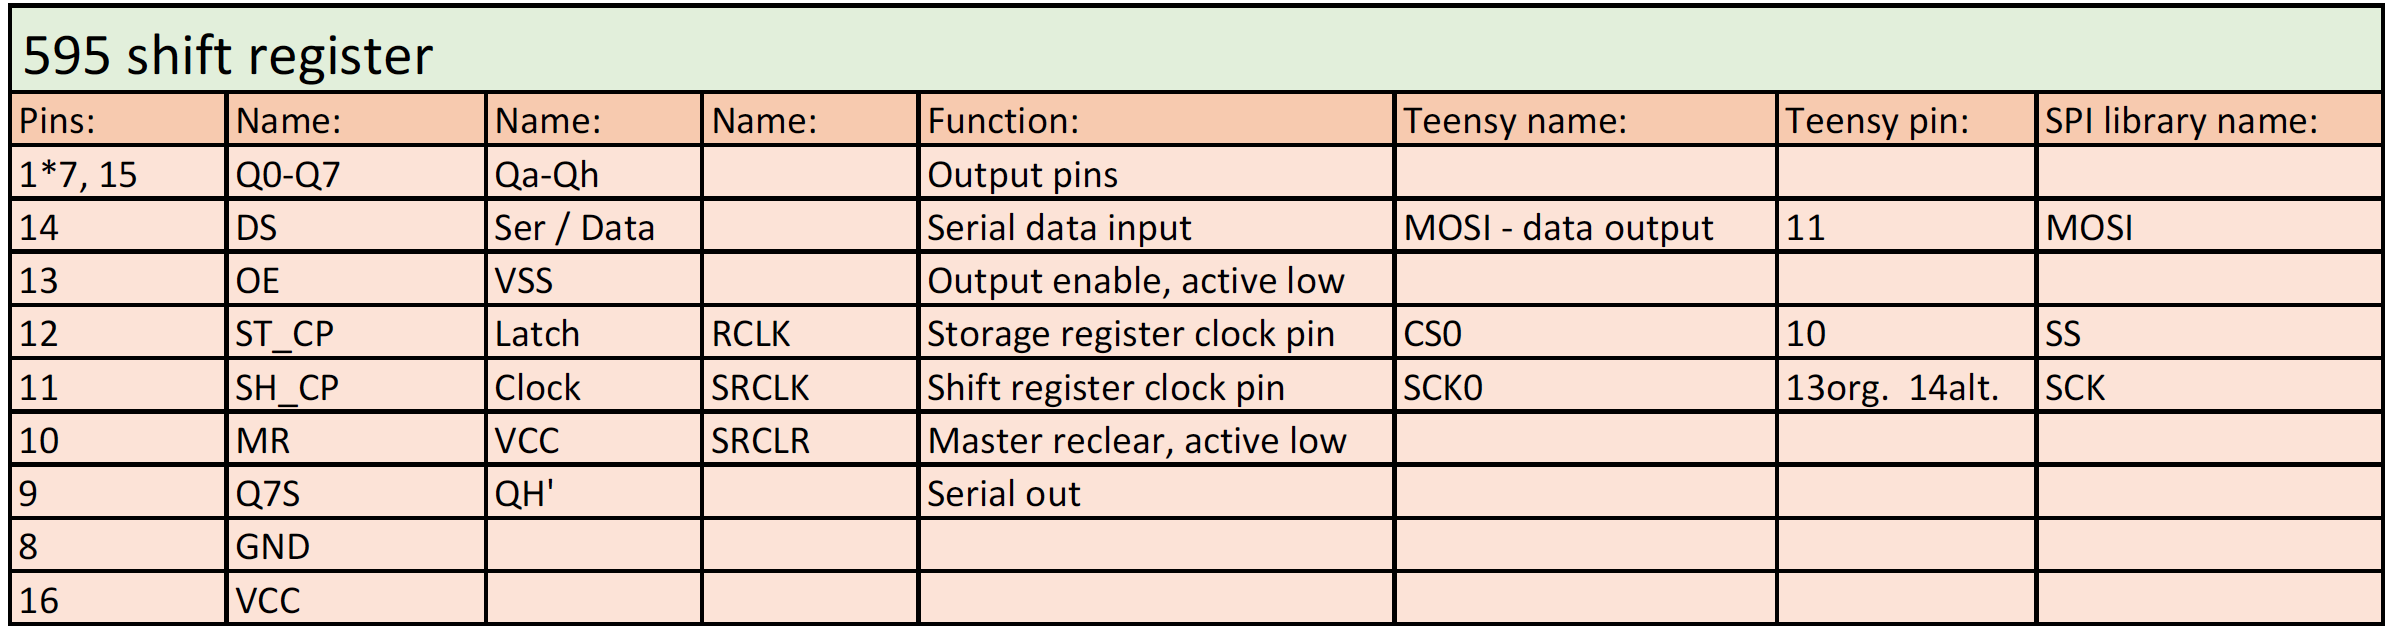 595 shift register
Pins: Name: Name: Name: Function: Teensy name: Teensy pin: SPI library name:
1*7, 15 Q0-Q7 Qa-Qh Output pins
14 DS Ser / Data Serial data input MOSI - data output 11 MOSI
13 OE VSS Output enable, active low
12 ST_CP Latch RCLK Storage register clock pin CS0 10 SS
11 SH_CP Clock SRCLK Shift register clock pin SCK0 13org. 14alt. SCK
10 MR VCC SRCLR Master reclear, active low
9 Q7S QH' Serial out
8 GND
16 VCC